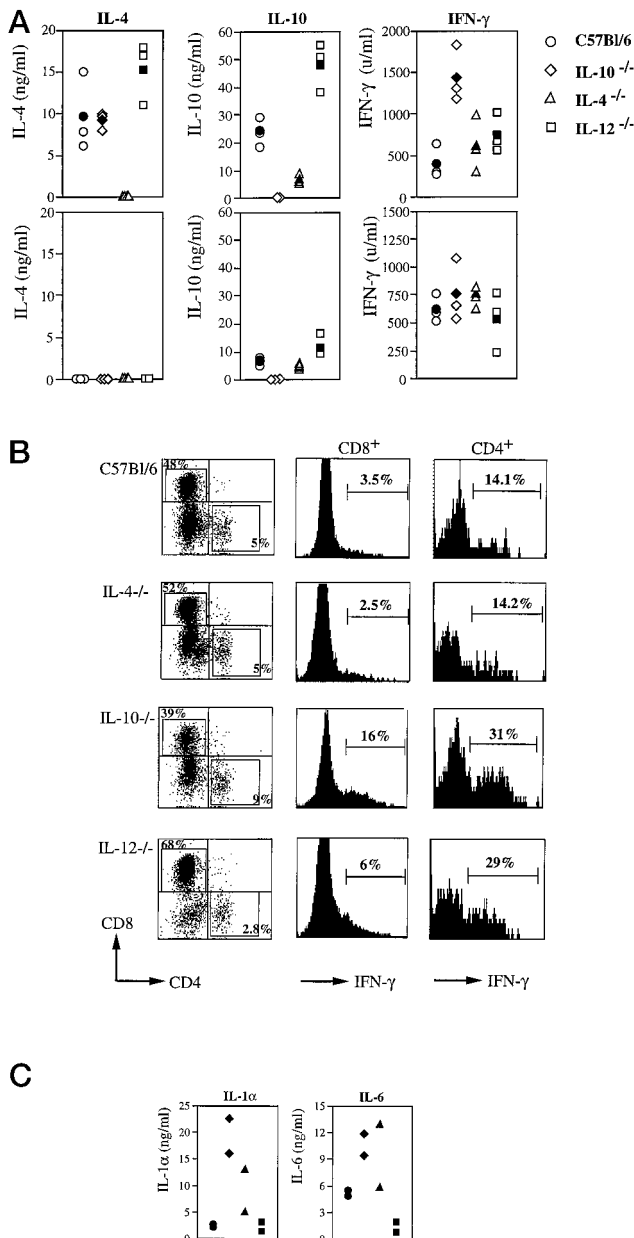 A
IL-4
IL-10
IFN-γ
C57Bl/6
IL-10 -/-
IL-4 -/-
IL-12 -/-
IL-4 (ng/ml)
20
15
10
5
0
IL-10 (ng/ml)
60
50
40
30
20
10
0
IFN-γ (u/ml)
2000
1500
1000
500
0
IL-4 (ng/ml)
20
15
10
5
0
IL-10 (ng/ml)
60
40
20
10
0
IFN-γ (u/ml)
1500
1250
1000
750
500
250
0
B
CD8+
CD4+
C57Bl/6
48%
5%
3.5%
14.1%
IL-4-/-
52%
5%
2.5%
14.2%
IL-10-/-
39%
9%
16%
31%
IL-12-/-
68%
2.8%
6%
29%
CD8
CD4
IFN-γ
IFN-γ
C
IL-1α
IL-6
IL-1α (ng/ml)
25
20
15
10
5
0
IL-6 (ng/ml)
15
12
9
6
3
0